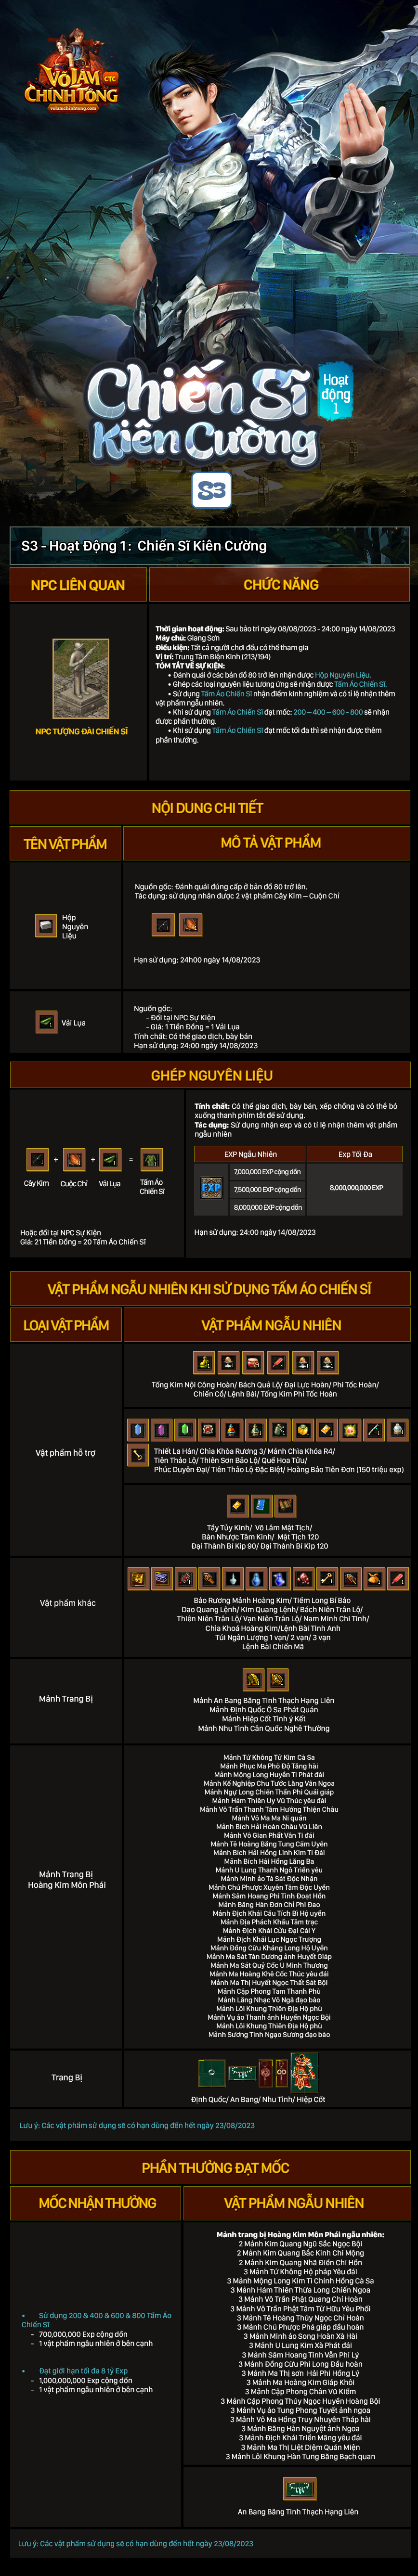 VÕ LÂM
CTC
CHÍNH TÔNG
volamchinhtong.com
Chiến Sĩ
Kiên Cường
Hoạt
động
1
S3
S3 - Hoạt Động 1 : Chiến Sĩ Kiên Cường
NPC LIÊN QUAN
CHỨC NĂNG
NPC TƯỢNG ĐÀI CHIẾN SĨ
Thời gian hoạt động: Sau bảo trì ngày 08/08/2023 - 24:00 ngày 14/08/2023
Máy chủ: Giang Sơn
Điều kiện: Tất cả người chơi đều có thể tham gia
Vị trí: Trung Tâm Biện Kinh (213/194)
TÓM TẮT VỀ SỰ KIỆN:
• Đánh quái ở các bản đồ 80 trở lên nhận được Hộp Nguyên Liệu.
• Ghép các loại nguyên liệu tương ứng sẽ nhận được Tấm Áo Chiến Sĩ.
• Sử dụng Tấm Áo Chiến Sĩ nhận điểm kinh nghiệm và có tỉ lệ nhận thêm
vật phẩm ngẫu nhiên.
• Khi sử dụng Tấm Áo Chiến Sĩ đạt mốc: 200 – 400 – 600 - 800 sẽ nhận
được phần thưởng.
• Khi sử dụng Tấm Áo Chiến Sĩ đạt mốc tối đa thì sẽ nhận được thêm
phần thưởng.
NỘI DUNG CHI TIẾT
TÊN VẬT PHẨM
MÔ TẢ VẬT PHẨM
Hộp
Nguyên
Liệu
Nguồn gốc: Đánh quái đúng cấp ở bản đồ 80 trở lên.
Tác dụng: sử dụng nhân được 2 vật phẩm Cây Kim – Cuộn Chỉ
Hạn sử dụng: 24h00 ngày 14/08/2023
Vải Lụa
Nguồn gốc:
- Đổi tại NPC Sự Kiện
- Giá: 1 Tiền Đồng = 1 Vải Lụa
Tính chất: Có thể giao dịch, bày bán
Hạn sử dụng: 24:00 ngày 14/08/2023
GHÉP NGUYÊN LIỆU
+ + =
Cây Kim
Cuộc Chỉ
Vải Lụa
Tấm Áo
Chiến Sĩ
Hoặc đổi tại NPC Sự Kiện
Giá: 21 Tiền Đồng = 20 Tấm Áo Chiến Sĩ
Tính chất: Có thể giao dịch, bày bán, xếp chồng và có thể bỏ
xuống thanh phím tắt để sử dụng.
Tác dụng: Sử dụng nhận exp và có tỉ lệ nhận thêm vật phẩm
ngẫu nhiên
EXP Ngẫu Nhiên
Exp Tối Đa
EXP
7,000,000 EXP cộng dồn
7,500,000 EXP cộng dồn
8,000,000 EXP cộng dồn
8,000,000,000 EXP
Hạn sử dụng: 24:00 ngày 14/08/2023
VẬT PHẨM NGẪU NHIÊN KHI SỬ DỤNG TẤM ÁO CHIẾN SĨ
LOẠI VẬT PHẨM
VẬT PHẨM NGẪU NHIÊN
Vật phẩm hỗ trợ
Tống Kim Nội Công Hoàn/ Bách Quả Lộ/ Đại Lực Hoàn/ Phi Tốc Hoàn/
Chiến Cổ/ Lệnh Bài/ Tống Kim Phi Tốc Hoàn
Thiết La Hán/ Chìa Khóa Rương 3/ Mảnh Chìa Khóa R4/
Tiên Thảo Lộ/ Thiên Sơn Bảo Lộ/ Quế Hoa Tửu/
Phúc Duyên Đại/ Tiên Thảo Lộ Đặc Biệt/ Hoàng Bảo Tiên Đơn (150 triệu exp)
Tẩy Tủy Kinh/ Võ Lâm Mật Tịch/
Bàn Nhược Tâm Kinh/ Mật Tịch 120
Đại Thành Bí Kíp 90/ Đại Thành Bí Kíp 120
Vật phẩm khác
Bảo Rương Mảnh Hoàng Kim/ Tiềm Long Bí Bảo
Dao Quang Lệnh/ Kim Quang Lệnh/ Bách Niên Trân Lộ/
Thiên Niên Trân Lộ/ Vạn Niên Trân Lộ/ Nam Minh Chi Tinh/
Chìa Khoá Hoàng Kim/Lệnh Bài Tinh Anh
Túi Ngân Lượng 1 vạn/ 2 vạn/ 3 vạn
Lệnh Bài Chiến Mã
Mảnh Trang Bị
Mảnh An Bang Băng Tinh Thạch Hạng Liên
Mảnh Định Quốc Ô Sa Phát Quán
Mảnh Hiệp Cốt Tình Ý Kết
Mảnh Nhu Tình Cân Quốc Nghê Thường
Mảnh Trang Bị
Hoàng Kim Môn Phái
Mảnh Tứ Không Tử Kim Cà Sa
Mảnh Phục Ma Phổ Độ Tăng hài
Mảnh Mộng Long Huyền Ti Phát đái
Mảnh Kế Nghiệp Chu Tước Lăng Vân Ngoa
Mảnh Ngự Long Chiến Thần Phi Quải giáp
Mảnh Hám Thiên Uy Vũ Thúc yêu đái
Mảnh Vô Trần Thanh Tâm Hướng Thiện Châu
Mảnh Vô Ma Ma Ni quán
Mảnh Bích Hải Hoàn Châu Vũ Liên
Mảnh Vô Gian Phất Vân Ti đái
Mảnh Tê Hoàng Băng Tung Cẩm Uyển
Mảnh Bích Hải Hồng Linh Kim Ti Đái
Mảnh Bích Hải Hồng Lăng Ba
Mảnh U Lung Thanh Ngô Triền yêu
Mảnh Minh ảo Tà Sát Độc Nhận
Mảnh Chú Phược Xuyên Tâm Độc Uyển
Mảnh Sâm Hoang Phi Tinh Đoạt Hồn
Mảnh Băng Hàn Đơn Chỉ Phi Đao
Mảnh Địch Khái Cẩu Tích Bì Hộ uyển
Mảnh Địa Phách Khấu Tâm trạc
Mảnh Địch Khái Cửu Đại Cái Y
Mảnh Địch Khái Lục Ngọc Trượng
Mảnh Đồng Cừu Kháng Long Hộ Uyển
Mảnh Ma Sát Tàn Dương ảnh Huyết Giáp
Mảnh Ma Sát Quỷ Cốc U Minh Thương
Mảnh Ma Hoàng Khê Cốc Thúc yêu đái
Mảnh Ma Thị Huyết Ngọc Thất Sát Bội
Mảnh Cập Phong Tam Thanh Phù
Mảnh Lăng Nhạc Vô Ngã đạo bào
Mảnh Lôi Khung Thiên Địa Hộ phù
Mảnh Vụ ảo Thanh ảnh Huyền Ngọc Bội
Mảnh Lôi Khung Thiên Địa Hộ phù
Mảnh Sương Tinh Ngạo Sương đạo bào
Trang Bị
Định Quốc/ An Bang/ Nhu Tình/ Hiệp Cốt
Lưu ý: Các vật phẩm sử dụng sẽ có hạn dùng đến hết ngày 23/08/2023
PHẦN THƯỞNG ĐẠT MỐC
MỐC NHẬN THƯỞNG
VẬT PHẨM NGẪU NHIÊN
• Sử dụng 200 & 400 & 600 & 800 Tấm Áo
Chiến Sĩ
- 700,000,000 Exp cộng dồn
- 1 vật phẩm ngẫu nhiên ở bên cạnh
• Đạt giới hạn tối đa 8 tỷ Exp
- 1,000,000,000 Exp cộng dồn
- 1 vật phẩm ngẫu nhiên ở bên cạnh
Mảnh trang bị Hoàng Kim Môn Phái ngẫu nhiên:
2 Mảnh Kim Quang Ngũ Sắc Ngọc Bội
2 Mảnh Kim Quang Bắc Kinh Chi Mộng
2 Mảnh Kim Quang Nhã Điển Chi Hồn
3 Mảnh Tứ Không Hộ pháp Yêu đái
3 Mảnh Mộng Long Kim Ti Chính Hồng Cà Sa
3 Mảnh Hám Thiên Thừa Long Chiến Ngoa
3 Mảnh Vô Trần Phật Quang Chỉ Hoàn
3 Mảnh Vô Trần Phật Tâm Từ Hữu Yêu Phối
3 Mảnh Tê Hoàng Thúy Ngọc Chỉ Hoàn
3 Mảnh Chú Phược Phá giáp đầu hoàn
3 Mảnh Minh ảo Song Hoàn Xà Hài
3 Mảnh U Lung Kim Xà Phát đái
3 Mảnh Sâm Hoang Tinh Vẫn Phi Lý
3 Mảnh Đồng Cừu Phi Long Đầu hoàn
3 Mảnh Ma Thị sơn Hải Phi Hồng Lý
3 Mảnh Ma Hoàng Kim Giáp Khôi
3 Mảnh Cập Phong Chân Vũ Kiếm
3 Mảnh Cập Phong Thúy Ngọc Huyền Hoàng Bội
3 Mảnh Vụ ảo Tung Phong Tuyết ảnh ngoa
3 Mảnh Vô Ma Hồng Truy Nhuyễn Tháp hài
3 Mảnh Băng Hàn Nguyệt ảnh Ngoa
3 Mảnh Địch Khái Triền Mãng yêu đái
3 Mảnh Ma Thị Liệt Diệm Quán Miện
3 Mảnh Lôi Khung Hàn Tung Băng Bạch quan
An Bang Băng Tinh Thạch Hạng Liên
Lưu ý: Các vật phẩm sử dụng sẽ có hạn dùng đến hết ngày 23/08/2023